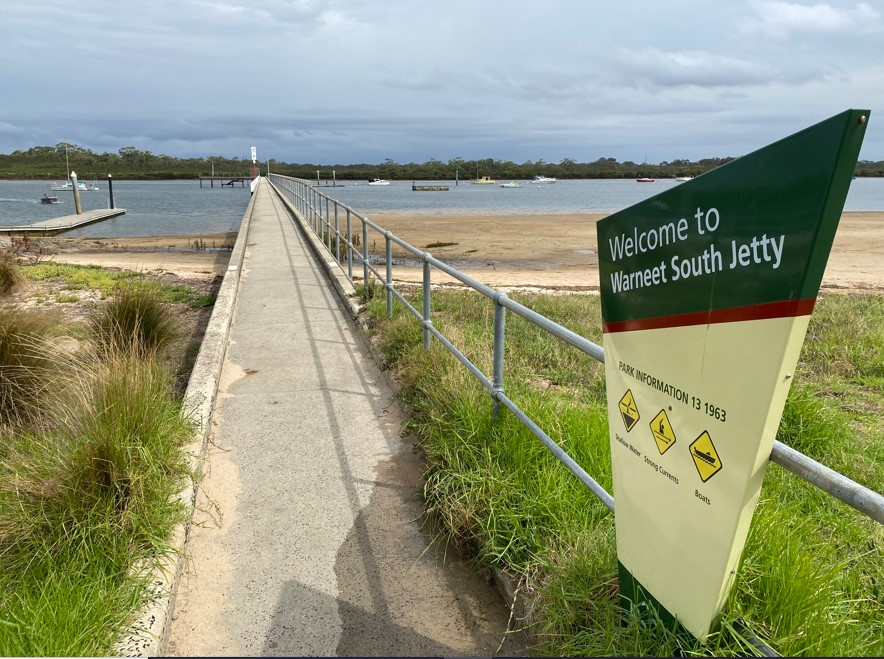 Welcome to
Warneet South Jetty
PARK INFORMATION 13 1963
Shallow Water
Strong Currents
Boats